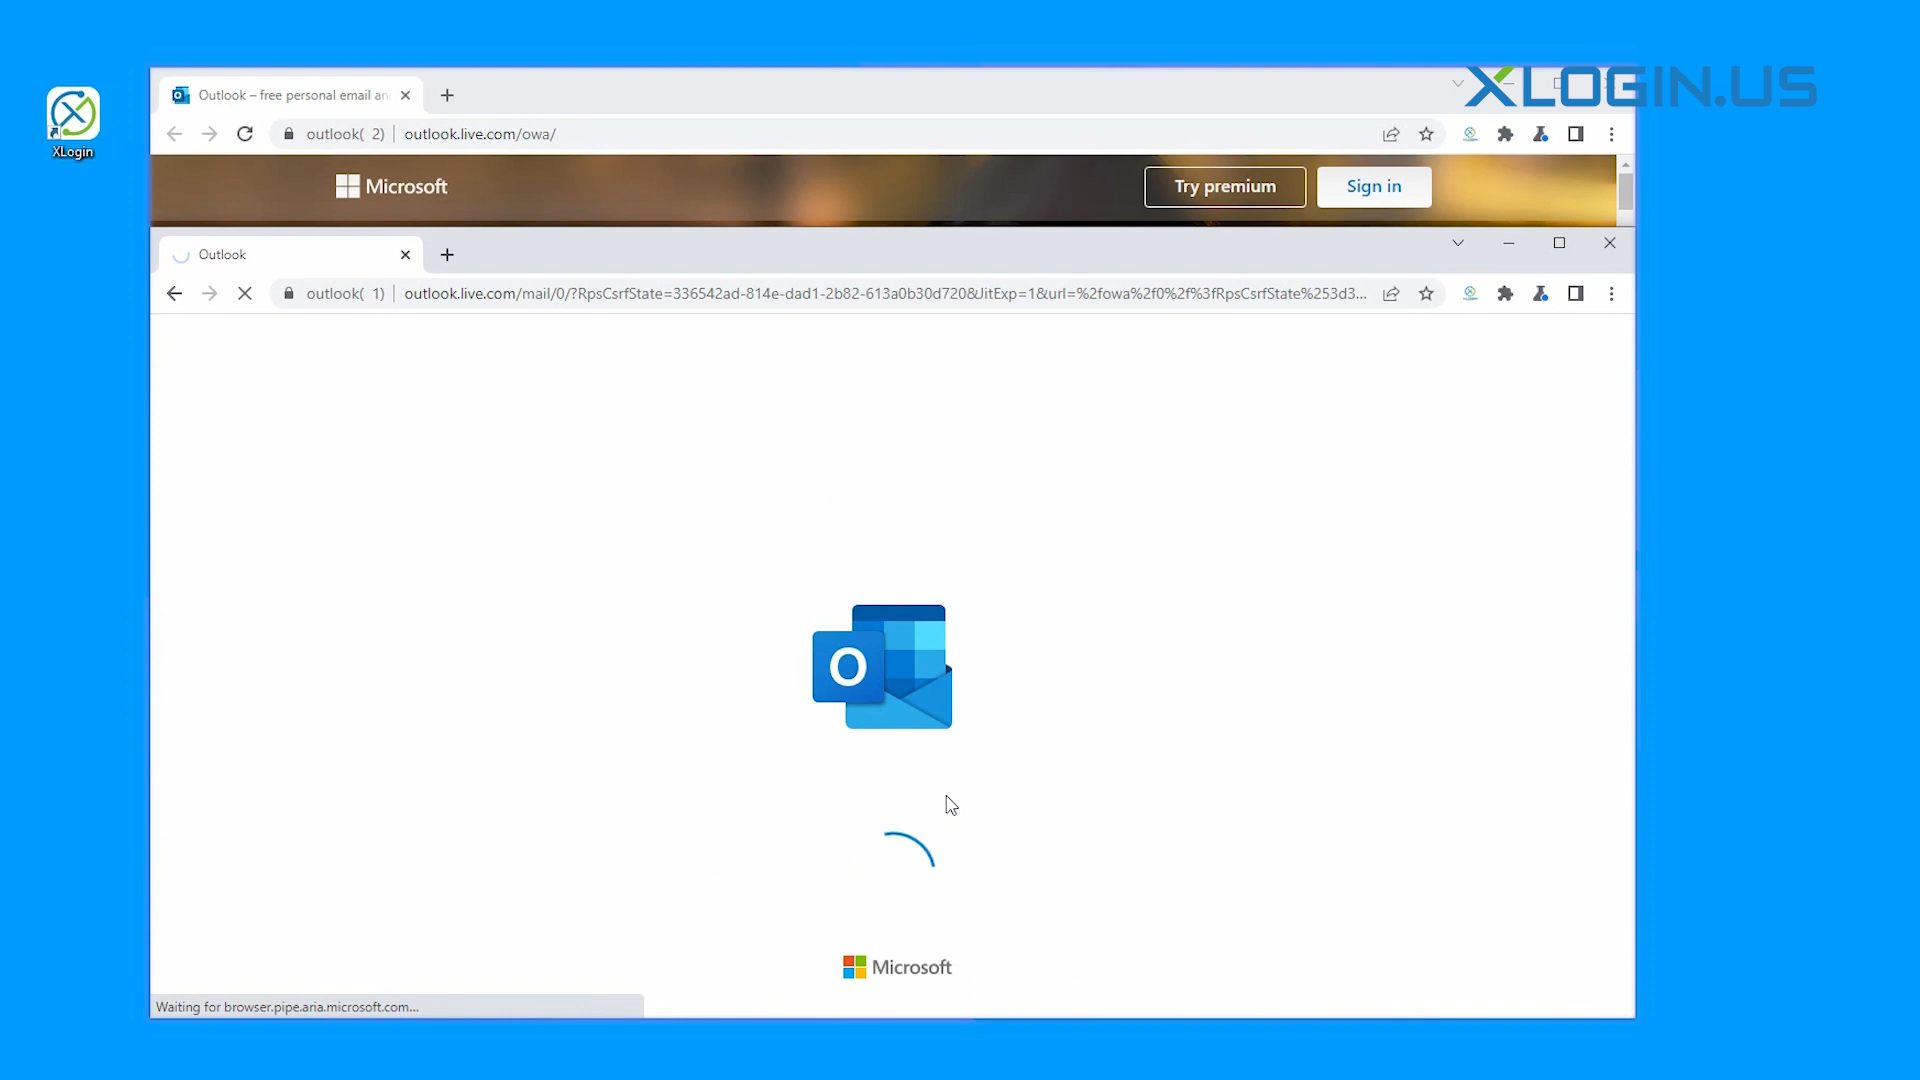 XLOGIN.US
XLogin
Outlook – free personal email an
outlook( 2) outlook.live.com/owa/
Microsoft
Try premium
Sign in
Outlook
outlook( 1) outlook.live.com/mail/0/?RpsCsrfState=336542ad-814e-dad1-2b82-613a0b30d720&JitExp=1&url=%2fowa%2f0%2f%3fRpsCsrfState%253d3...
O
Microsoft
Waiting for browser.pipe.aria.microsoft.com...